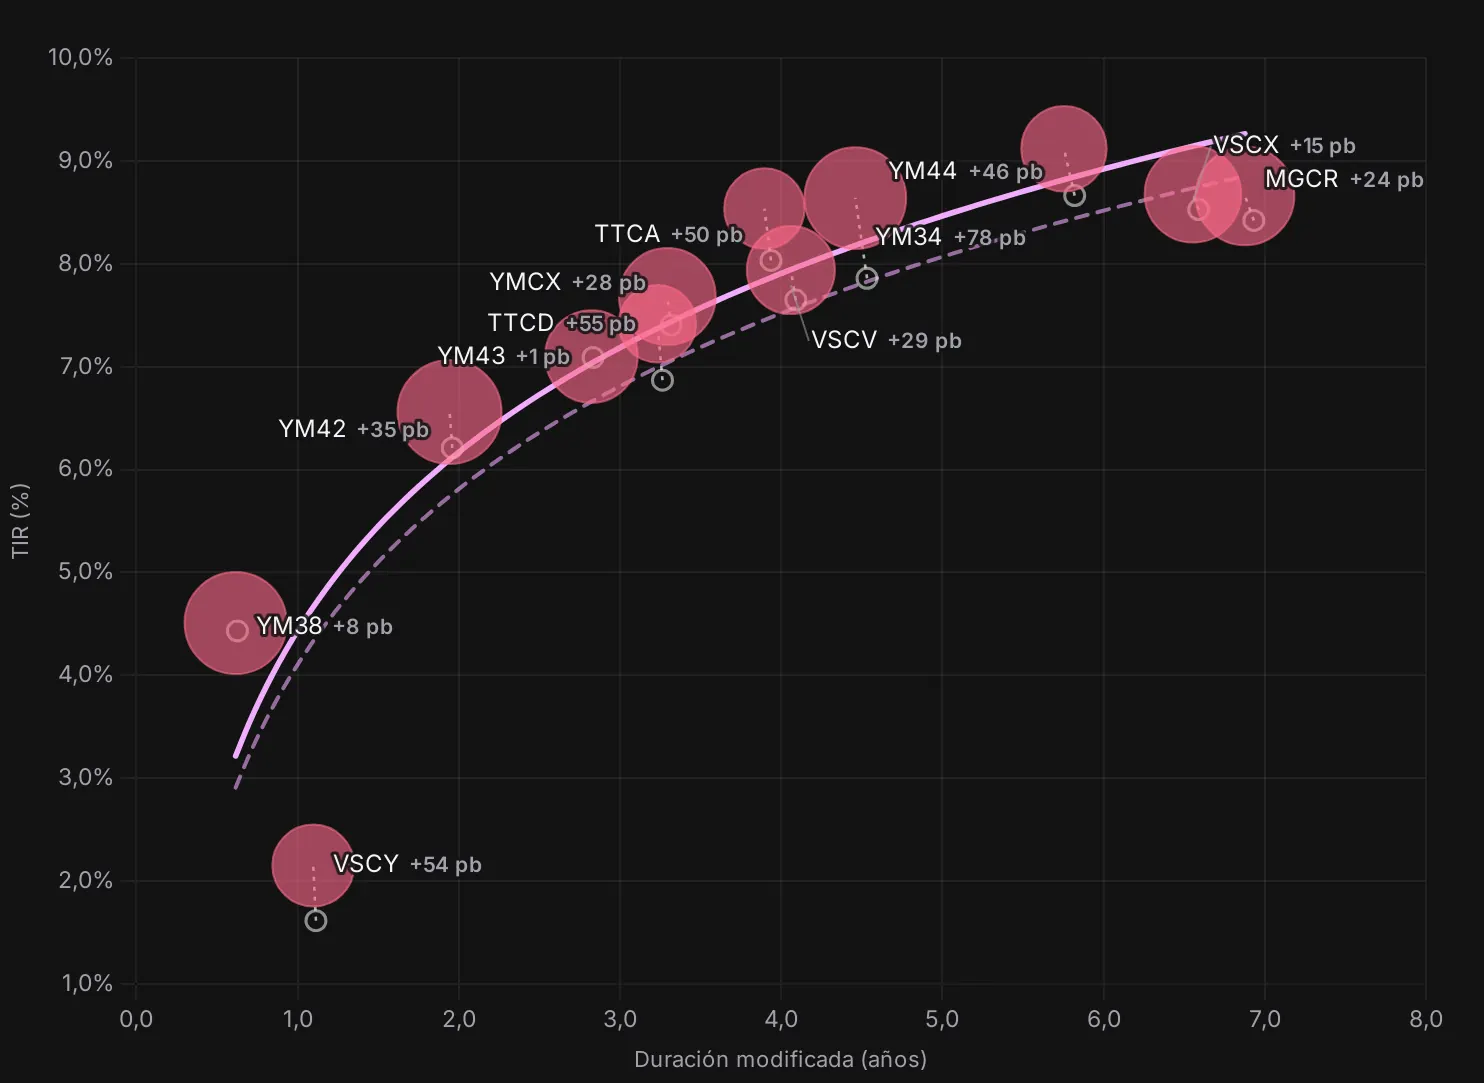 10,0%
9,0%
8,0%
7,0%
6,0%
5,0%
4,0%
3,0%
2,0%
1,0%
TIR (%)
VSCX +15 pb
YM44 +46 pb
MGCR +24 pb
TTCA +50 pb
YM34 +78 pb
YMCX +28 pb
TTCD +55 pb
VSCV +29 pb
YM43 +1 pb
YM42 +35 pb
YM38 +8 pb
VSCY +54 pb
0,0 1,0 2,0 3,0 4,0 5,0 6,0 7,0 8,0
Duración modificada (años)